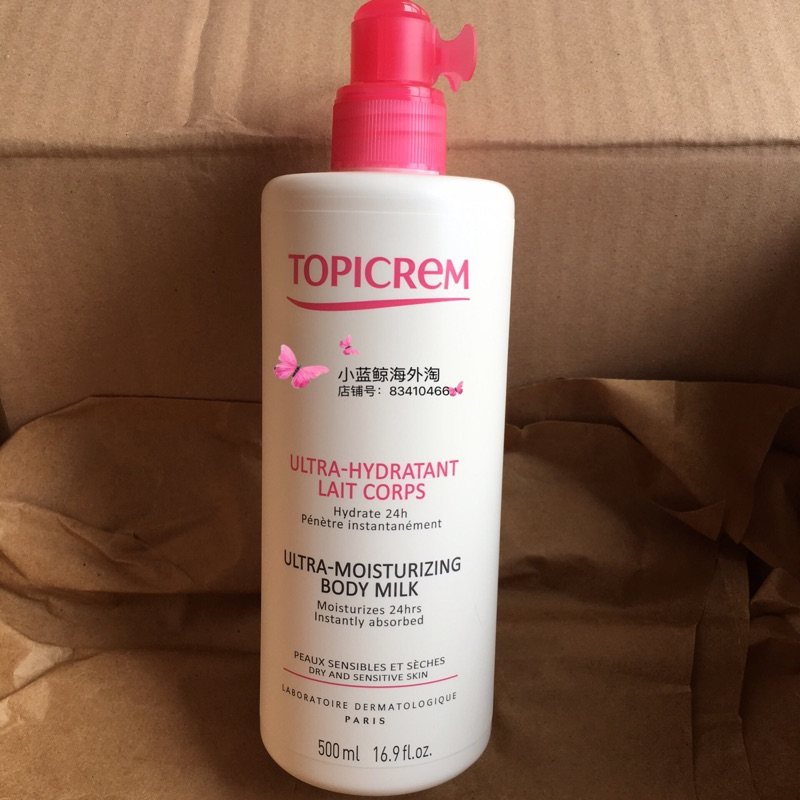 TOPICREM
小蓝鲸海外淘
店铺号：83410466
ULTRA-HYDRATANT
LAIT CORPS
Hydrate 24h
Pénètre instantanément
ULTRA-MOISTURIZING
BODY MILK
Moisturizes 24hrs
Instantly absorbed
PEAUX SENSIBLES ET SÈCHES
DRY AND SENSITIVE SKIN
LABORATOIRE DERMATOLOGIQUE
PARIS
500 ml 16.9 fl.oz.